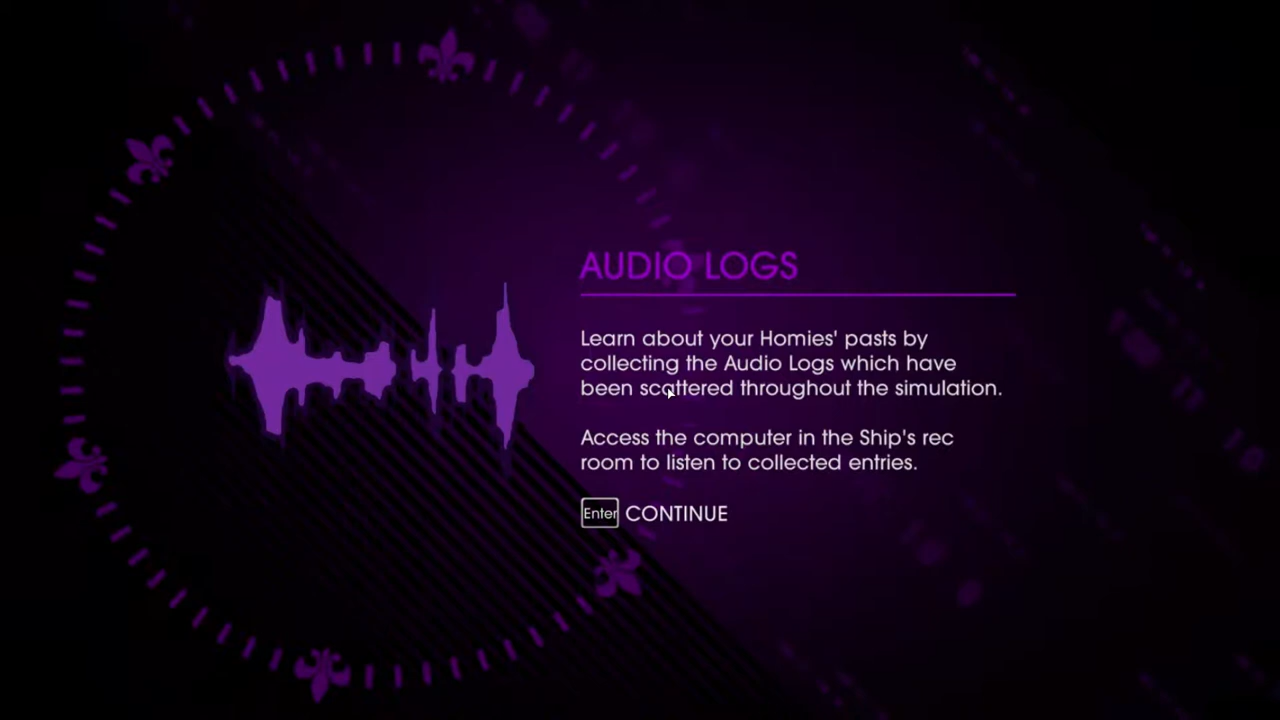 AUDIO LOGS
Learn about your Homies' pasts by
collecting the Audio Logs which have
been scattered throughout the simulation.
Access the computer in the Ship's rec
room to listen to collected entries.
Enter CONTINUE